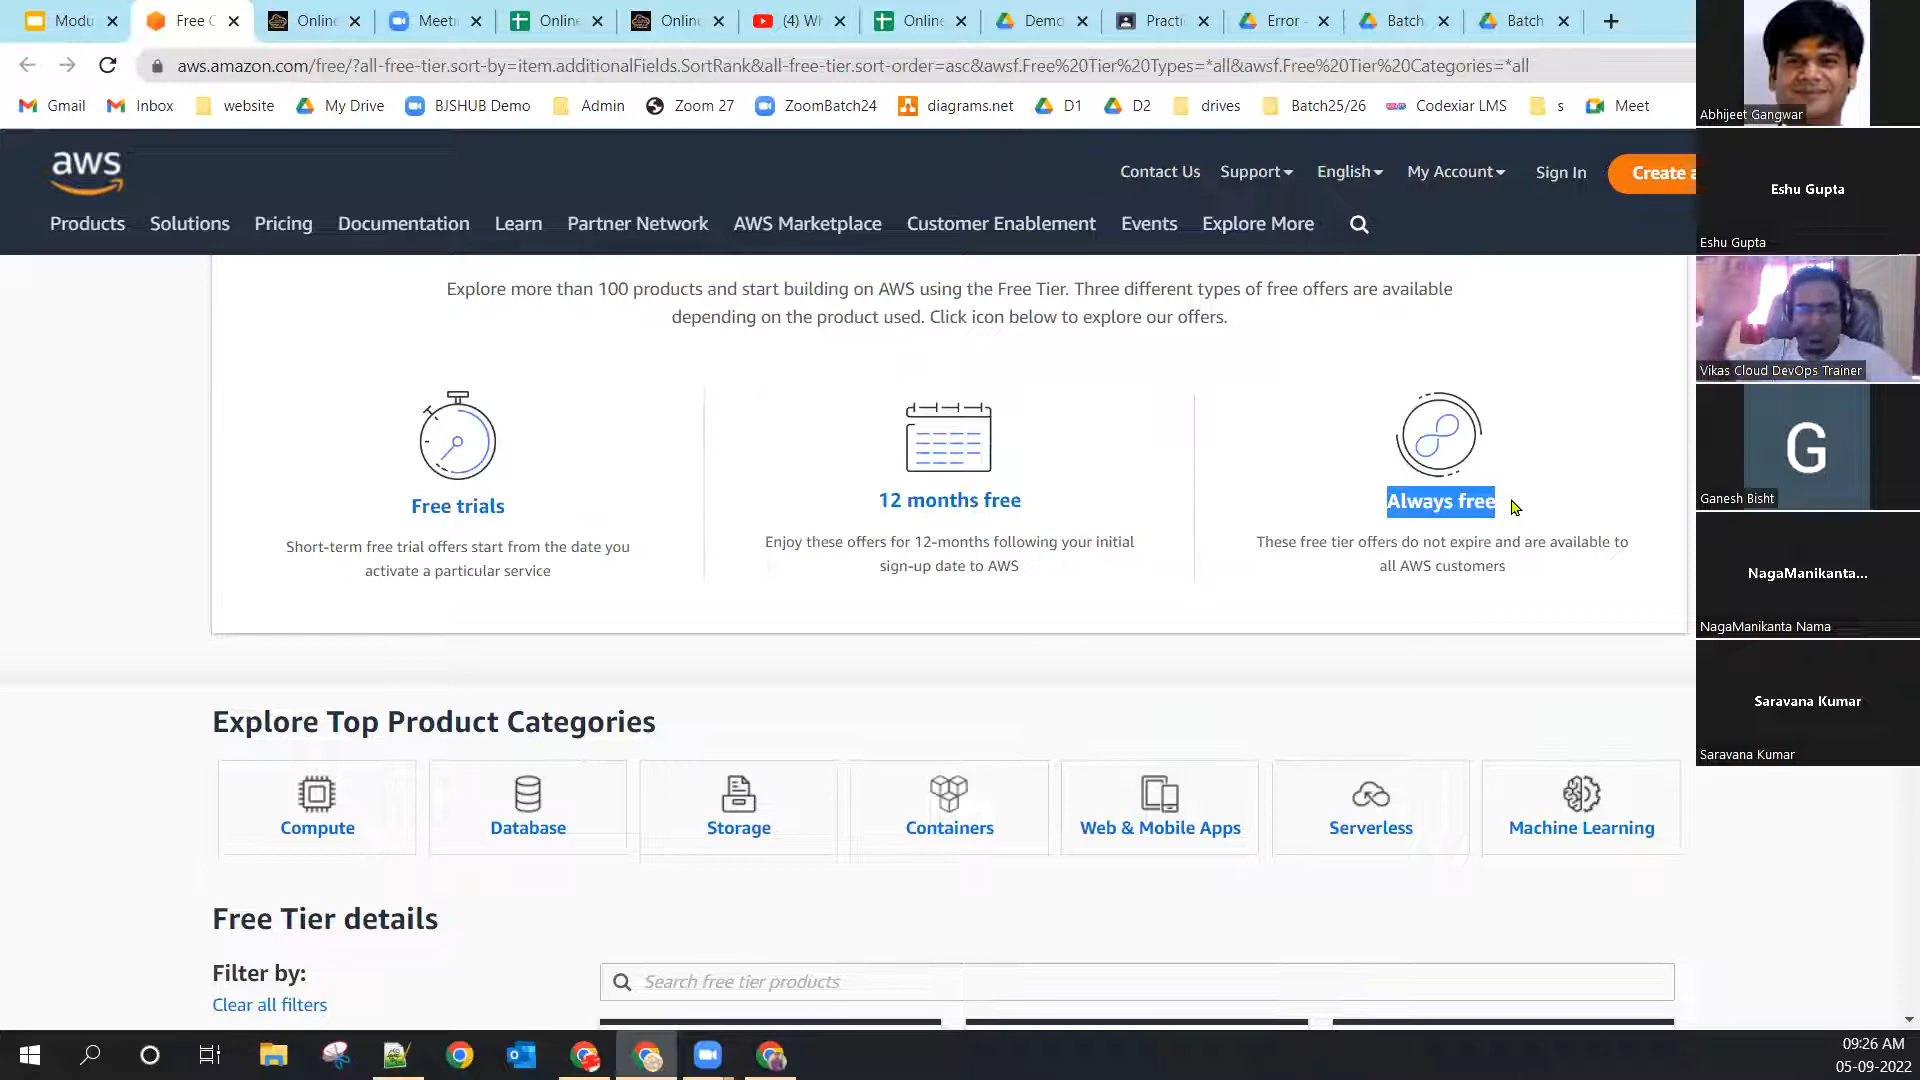 Modu
Free C
Online
Meeti
Online
Online
(4) Wh
Online
Demo
Practi
Error -
Batch
Batch
aws.amazon.com/free/?all-free-tier.sort-by=item.additionalFields.SortRank&all-free-tier.sort-order=asc&awsf.Free%20Tier%20Types=*all&awsf.Free%20Tier%20Categories=*all
Gmail
Inbox
website
My Drive
BJSHUB Demo
Admin
Zoom 27
ZoomBatch24
diagrams.net
D1
D2
drives
Batch25/26
Codexiar LMS
s
Meet
aws
Contact Us
Support
English
My Account
Sign In
Create a
Products
Solutions
Pricing
Documentation
Learn
Partner Network
AWS Marketplace
Customer Enablement
Events
Explore More
Explore more than 100 products and start building on AWS using the Free Tier. Three different types of free offers are available
depending on the product used. Click icon below to explore our offers.
Free trials
Short-term free trial offers start from the date you
activate a particular service
12 months free
Enjoy these offers for 12-months following your initial
sign-up date to AWS
Always free
These free tier offers do not expire and are available to
all AWS customers
Explore Top Product Categories
Compute
Database
Storage
Containers
Web & Mobile Apps
Serverless
Machine Learning
Free Tier details
Filter by:
Clear all filters
Search free tier products
Abhijeet Gangwar
Eshu Gupta
Eshu Gupta
Vikas Cloud DevOps Trainer
G
Ganesh Bisht
NagaManikanta...
NagaManikanta Nama
Saravana Kumar
Saravana Kumar
09:26 AM
05-09-2022